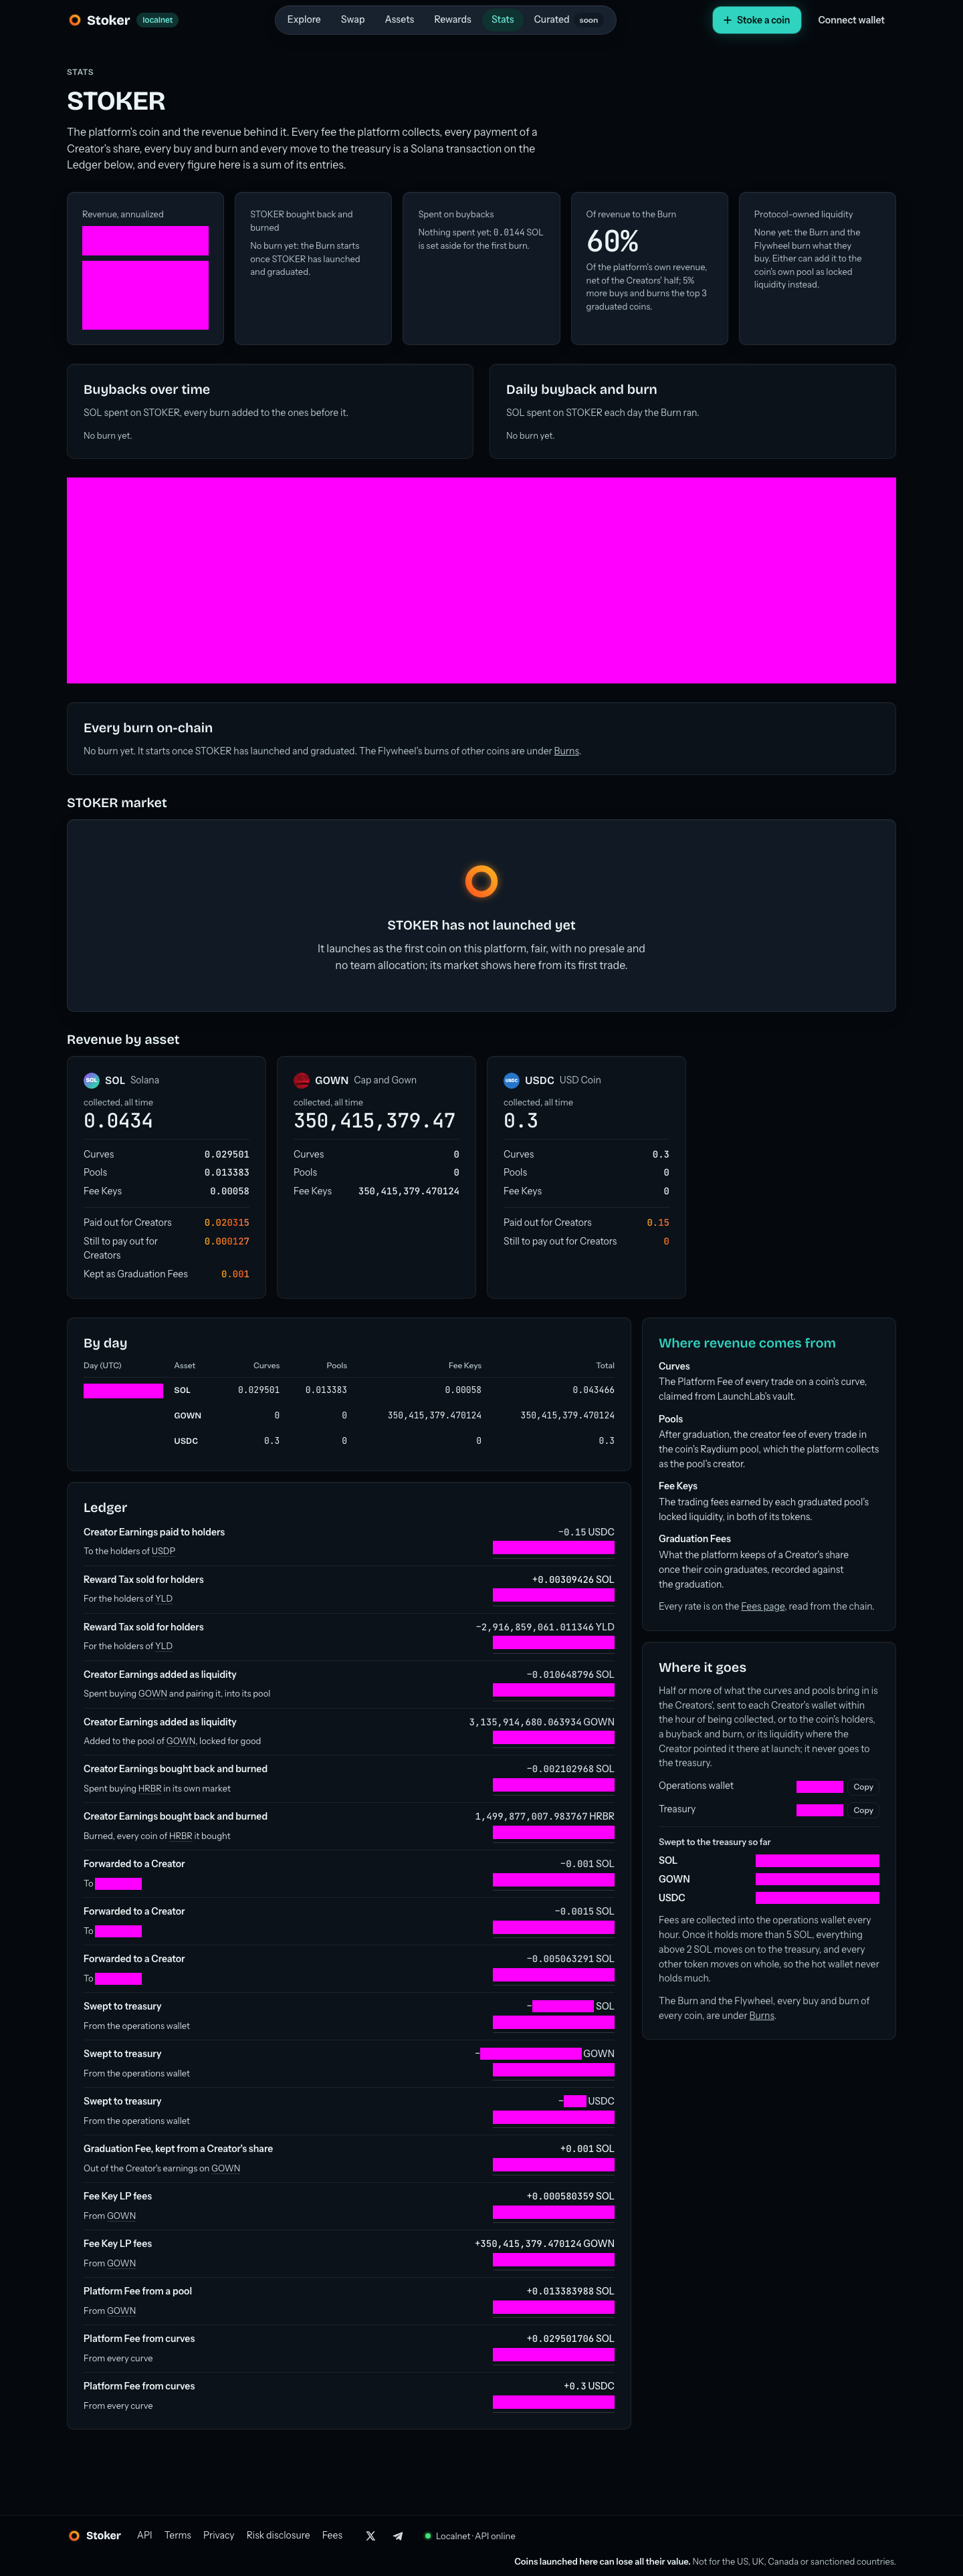 Stoker localnet Explore Swap Assets Rewards Stats Curated soon + Stoke a coin Connect wallet
STATS
STOKER
The platform's coin and the revenue behind it. Every fee the platform collects, every payment of a
Creator's share, every buy and burn and every move to the treasury is a Solana transaction on the
Ledger below, and every figure here is a sum of its entries.
Revenue, annualized
STOKER bought back and
burned
No burn yet: the Burn starts
once STOKER has launched
and graduated.
Spent on buybacks
Nothing spent yet; 0.0144 SOL
is set aside for the first burn.
Of revenue to the Burn
60%
Of the platform's own revenue,
net of the Creators' half; 5%
more buys and burns the top 3
graduated coins.
Protocol-owned liquidity
None yet: the Burn and the
Flywheel burn what they
buy. Either can add it to the
coin's own pool as locked
liquidity instead.
Buybacks over time
SOL spent on STOKER, every burn added to the ones before it.
No burn yet.
Daily buyback and burn
SOL spent on STOKER each day the Burn ran.
No burn yet.
Every burn on-chain
No burn yet. It starts once STOKER has launched and graduated. The Flywheel's burns of other coins are under Burns.
STOKER market
STOKER has not launched yet
It launches as the first coin on this platform, fair, with no presale and
no team allocation; its market shows here from its first trade.
Revenue by asset
SOL SOL Solana
collected, all time
0.0434
Curves 0.029501
Pools 0.013383
Fee Keys 0.00058
Paid out for Creators 0.020315
Still to pay out for
Creators 0.000127
Kept as Graduation Fees 0.001
GOWN Cap and Gown
collected, all time
350,415,379.47
Curves 0
Pools 0
Fee Keys 350,415,379.470124
USDC USDC USD Coin
collected, all time
0.3
Curves 0.3
Pools 0
Fee Keys 0
Paid out for Creators 0.15
Still to pay out for Creators 0
By day
Day (UTC) Asset Curves Pools Fee Keys Total
SOL 0.029501 0.013383 0.00058 0.043466
GOWN 0 0 350,415,379.470124 350,415,379.470124
USDC 0.3 0 0 0.3
Ledger
Creator Earnings paid to holders −0.15 USDC
To the holders of USDP
Reward Tax sold for holders +0.00309426 SOL
For the holders of YLD
Reward Tax sold for holders −2,916,859,061.011346 YLD
For the holders of YLD
Creator Earnings added as liquidity −0.010648796 SOL
Spent buying GOWN and pairing it, into its pool
Creator Earnings added as liquidity 3,135,914,680.063934 GOWN
Added to the pool of GOWN, locked for good
Creator Earnings bought back and burned −0.002102968 SOL
Spent buying HRBR in its own market
Creator Earnings bought back and burned 1,499,877,007.983767 HRBR
Burned, every coin of HRBR it bought
Forwarded to a Creator −0.001 SOL
To
Forwarded to a Creator −0.0015 SOL
To
Forwarded to a Creator −0.005063291 SOL
To
Swept to treasury − SOL
From the operations wallet
Swept to treasury − GOWN
From the operations wallet
Swept to treasury − USDC
From the operations wallet
Graduation Fee, kept from a Creator's share +0.001 SOL
Out of the Creator's earnings on GOWN
Fee Key LP fees +0.000580359 SOL
From GOWN
Fee Key LP fees +350,415,379.470124 GOWN
From GOWN
Platform Fee from a pool +0.013383988 SOL
From GOWN
Platform Fee from curves +0.029501706 SOL
From every curve
Platform Fee from curves +0.3 USDC
From every curve
Where revenue comes from
Curves
The Platform Fee of every trade on a coin's curve,
claimed from LaunchLab's vault.
Pools
After graduation, the creator fee of every trade in
the coin's Raydium pool, which the platform collects
as the pool's creator.
Fee Keys
The trading fees earned by each graduated pool's
locked liquidity, in both of its tokens.
Graduation Fees
What the platform keeps of a Creator's share
once their coin graduates, recorded against
the graduation.
Every rate is on the Fees page, read from the chain.
Where it goes
Half or more of what the curves and pools bring in is
the Creators', sent to each Creator's wallet within
the hour of being collected, or to the coin's holders,
a buyback and burn, or its liquidity where the
Creator pointed it there at launch; it never goes to
the treasury.
Operations wallet Copy
Treasury Copy
Swept to the treasury so far
SOL
GOWN
USDC
Fees are collected into the operations wallet every
hour. Once it holds more than 5 SOL, everything
above 2 SOL moves on to the treasury, and every
other token moves on whole, so the hot wallet never
holds much.
The Burn and the Flywheel, every buy and burn of
every coin, are under Burns.
Stoker API Terms Privacy Risk disclosure Fees Localnet · API online
Coins launched here can lose all their value. Not for the US, UK, Canada or sanctioned countries.